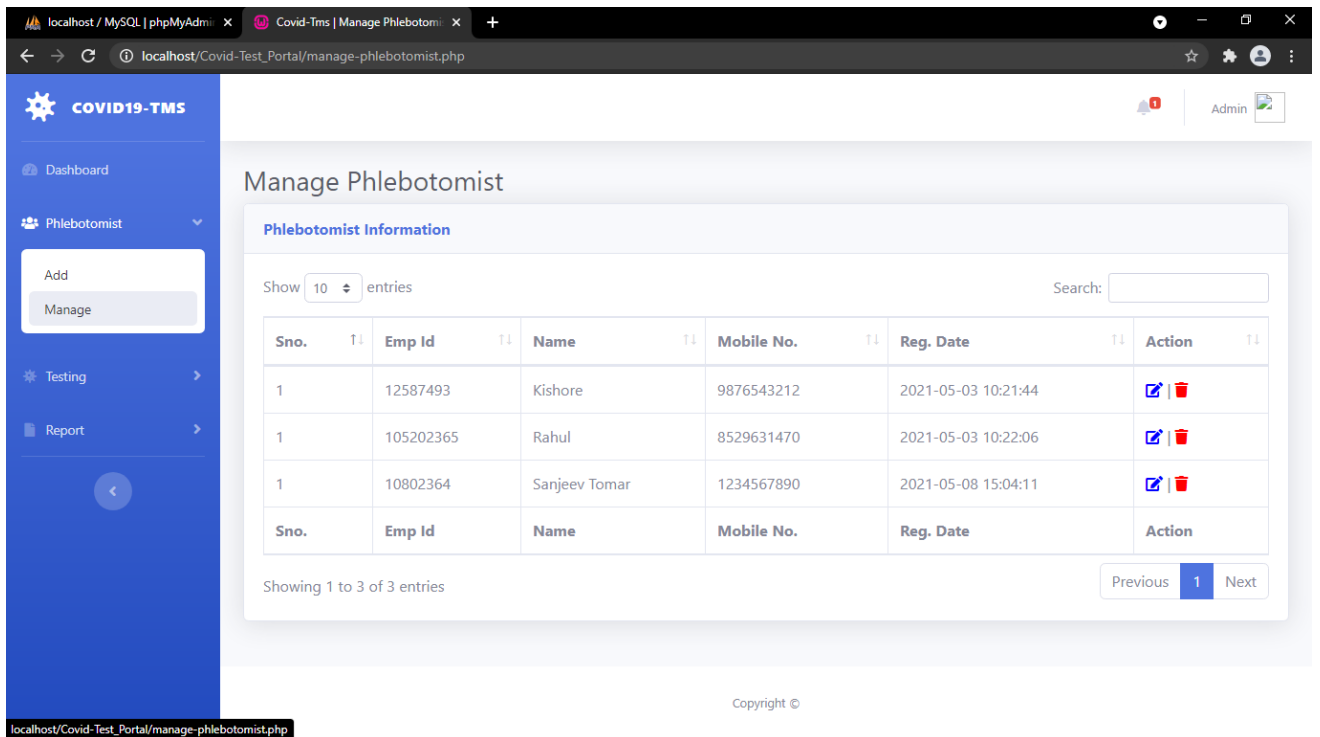 localhost / MySQL | phpMyAdmin
Covid-Tms | Manage Phlebotomi
localhost/Covid-Test_Portal/manage-phlebotomist.php
COVID19-TMS
1
Admin
Dashboard
Phlebotomist
Add
Manage
Testing
Report
Manage Phlebotomist
Phlebotomist Information
Show 10 entries Search:
Sno. Emp Id Name Mobile No. Reg. Date Action
1 12587493 Kishore 9876543212 2021-05-03 10:21:44 |
1 105202365 Rahul 8529631470 2021-05-03 10:22:06 |
1 10802364 Sanjeev Tomar 1234567890 2021-05-08 15:04:11 |
Sno. Emp Id Name Mobile No. Reg. Date Action
Showing 1 to 3 of 3 entries Previous 1 Next
Copyright ©
localhost/Covid-Test_Portal/manage-phlebotomist.php